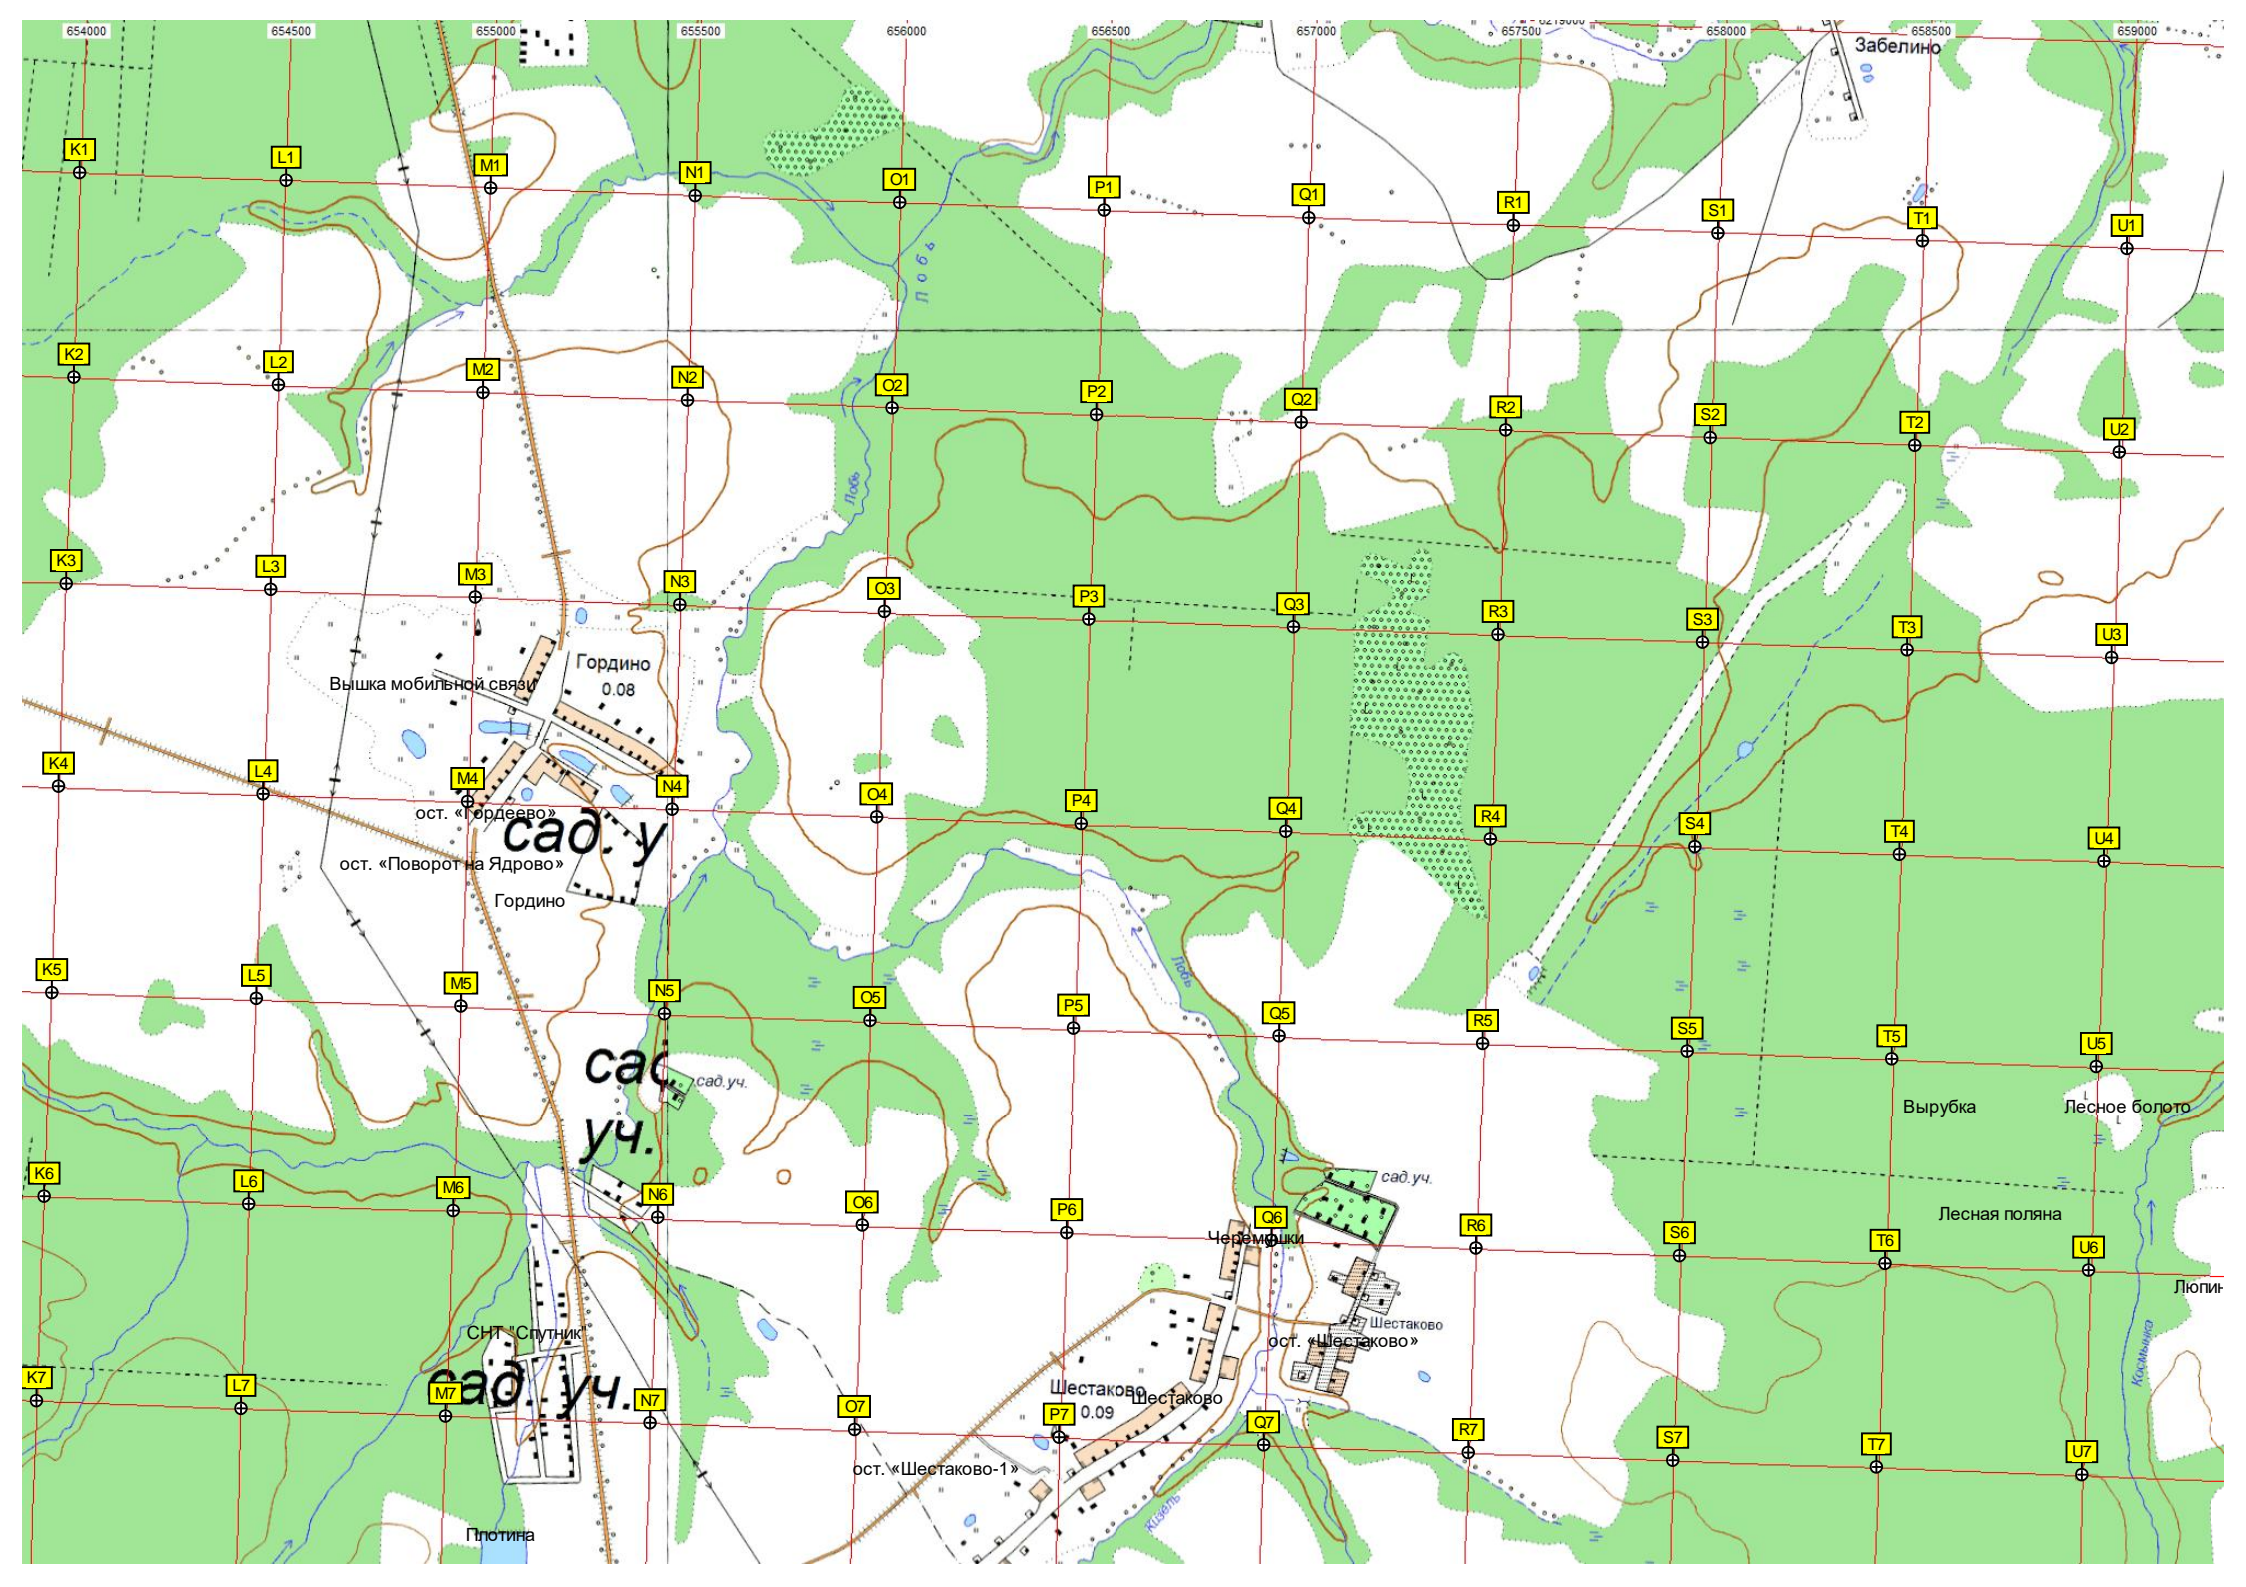 654000 654500 655000 655500 656000 656500 657000 657500 6219000 658000 658500 659000
Забелино
K1 L1 M1 N1 O1 P1 Q1 R1 S1 T1 U1
Лобь
K2 L2 M2 N2 O2 P2 Q2 R2 S2 T2 U2
Лобь
K3 L3 M3 N3 O3 P3 Q3 R3 S3 T3 U3
Гордино
Вышка мобильной связи
0.08
K4 L4 M4 N4 O4 P4 Q4 R4 S4 T4 U4
ост. «Гордеево»
сад. у
ост. «Поворот на Ядрово»
Гордино
Лобь
K5 L5 M5 N5 O5 P5 Q5 R5 S5 T5 U5
сад
сад.уч.
уч.
Вырубка
Лесное болото
K6 L6 M6 N6 O6 P6 Q6 R6 S6 T6 U6
сад.уч.
Лесная поляна
Черемушки
Люпин
СНТ "Спутник"
Шестаково
ост. «Шестаково»
Космынка
сад. уч.
Шестаково
Шестаково
0.09
K7 L7 M7 N7 O7 P7 Q7 R7 S7 T7 U7
ост. «Шестаково-1»
Кизель
Плотина